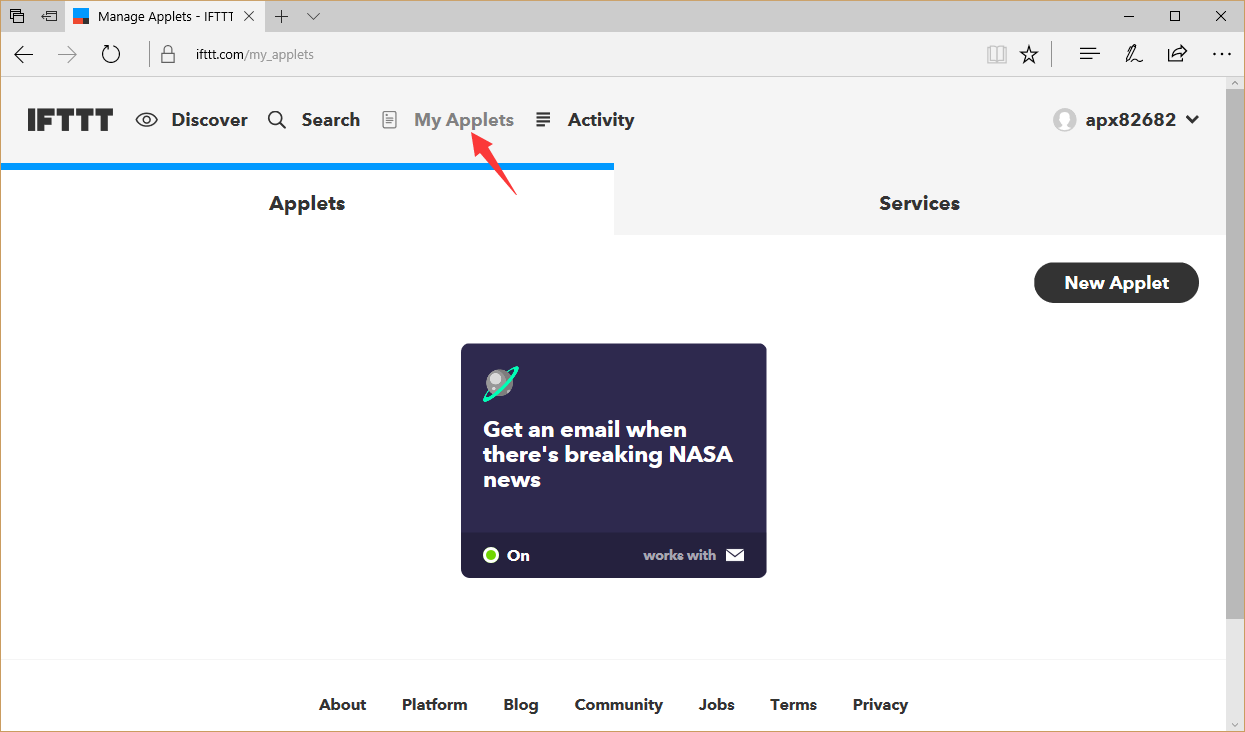 Manage Applets - IFTTT
ifttt.com/my_applets
IFTTT Discover Search My Applets Activity apx82682
Applets Services
New Applet
Get an email when
there's breaking NASA
news
On works with
About Platform Blog Community Jobs Terms Privacy